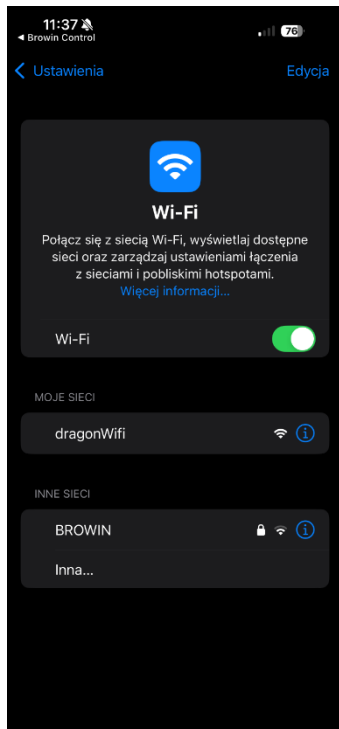 11:37
76
◀ Browin Control
Ustawienia
Edycja
Wi-Fi
Połącz się z siecią Wi-Fi, wyświetlaj dostępne
sieci oraz zarządzaj ustawieniami łączenia
z sieciami i pobliskimi hotspotami.
Więcej informacji...
Wi-Fi
MOJE SIECI
dragonWifi
INNE SIECI
BROWIN
Inna...